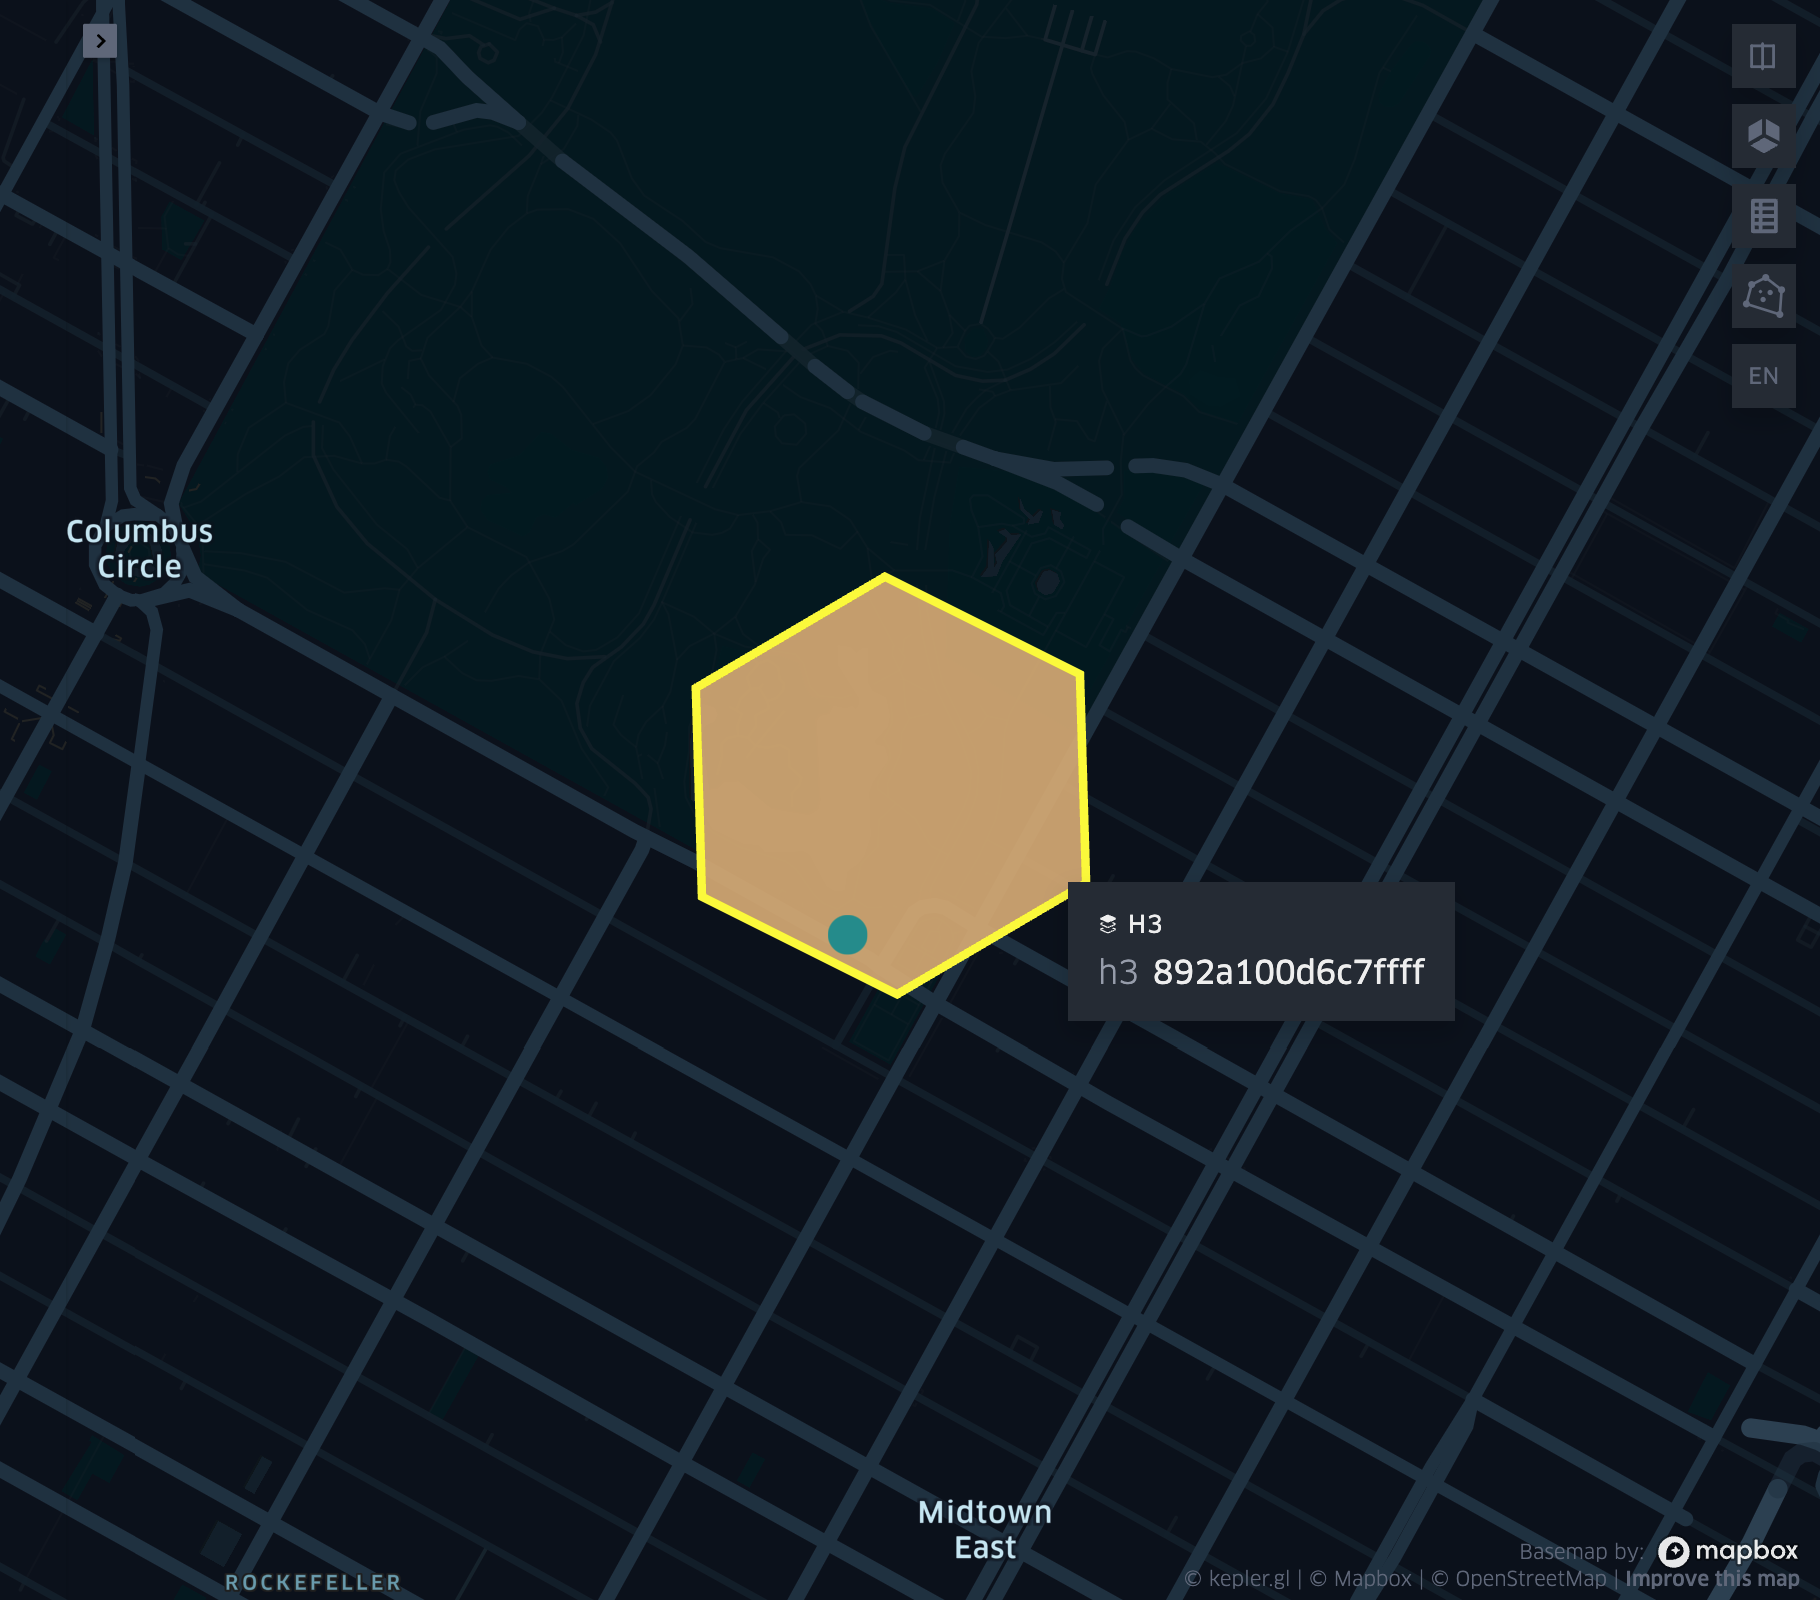 EN
Columbus
Circle
H3
h3 892a100d6c7ffff
Midtown
East
ROCKEFELLER
Basemap by: mapbox
© kepler.gl | © Mapbox | © OpenStreetMap | Improve this map